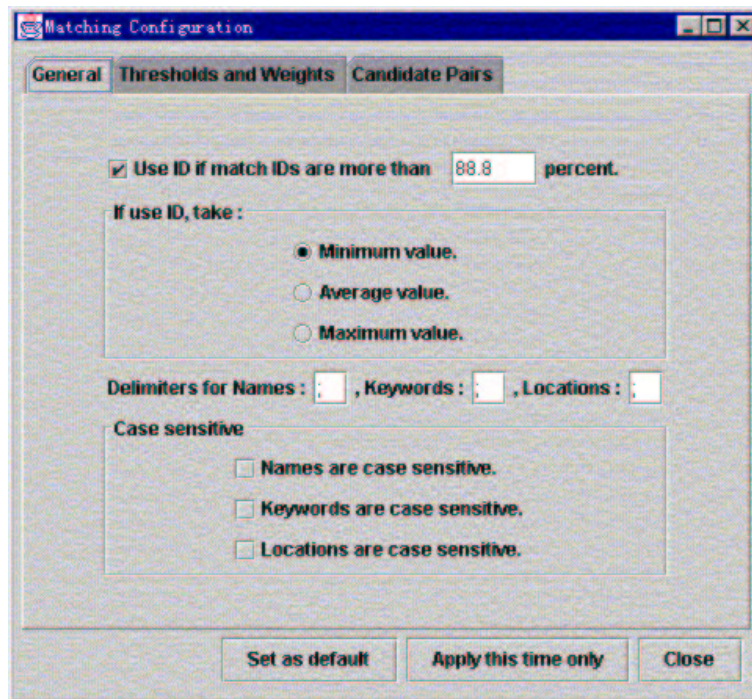 Matching Configuration
General Thresholds and Weights Candidate Pairs
Use ID if match IDs are more than 88.8 percent.
If use ID, take :
Minimum value.
Average value.
Maximum value.
Delimiters for Names : ; , Keywords : ; , Locations : ;
Case sensitive
Names are case sensitive.
Keywords are case sensitive.
Locations are case sensitive.
Set as default Apply this time only Close